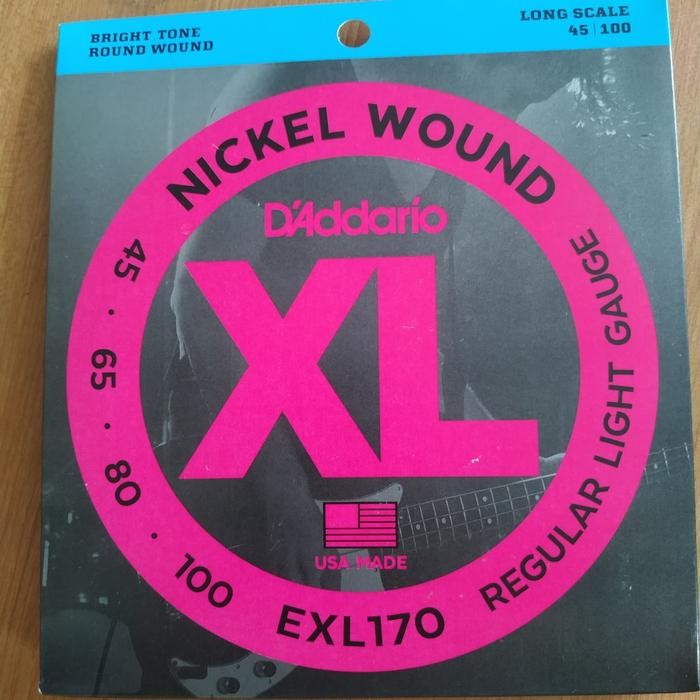 BRIGHT TONE
ROUND WOUND
LONG SCALE
45 | 100
NICKEL WOUND
D'Addario
XL
45 · 65 · 80 · 100
REGULAR LIGHT GAUGE
USA MADE
EXL170